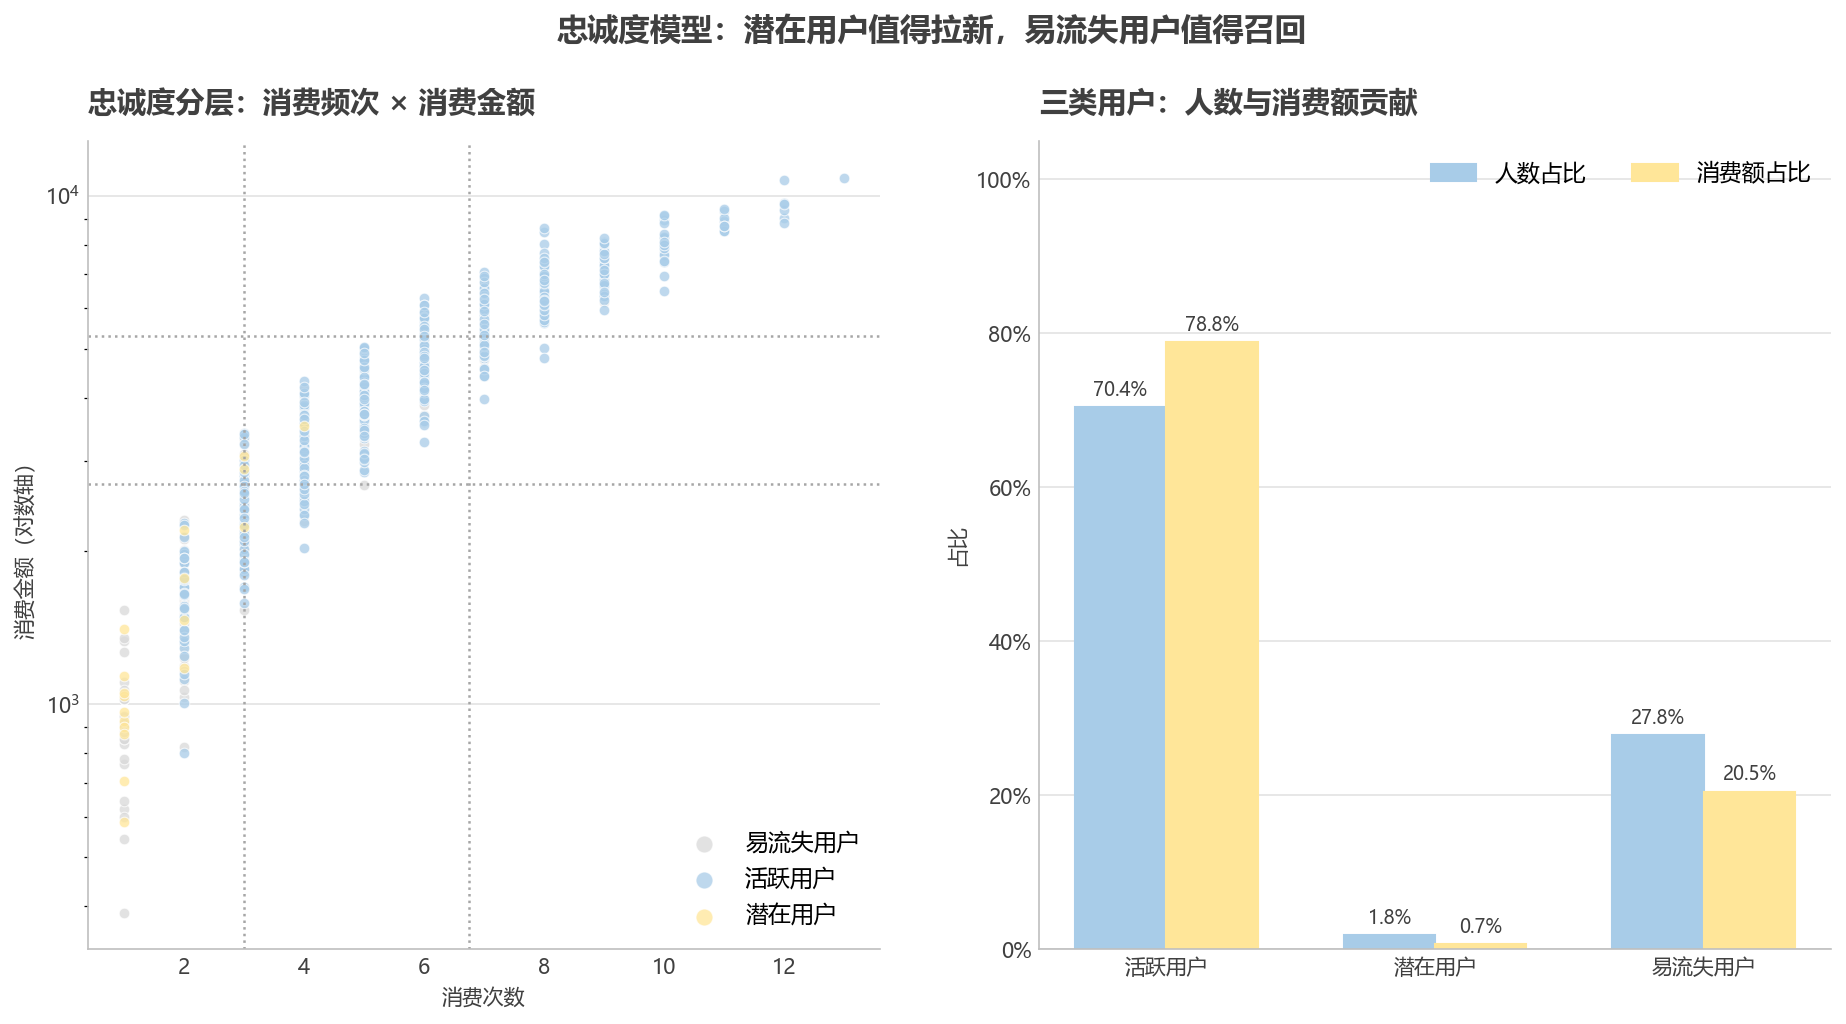 忠诚度模型：潜在用户值得拉新，易流失用户值得召回
忠诚度分层：消费频次 × 消费金额
10⁴
10³
消费金额（对数轴）
2 4 6 8 10 12
消费次数
易流失用户
活跃用户
潜在用户
三类用户：人数与消费额贡献
人数占比 消费额占比
100%
80%
60%
40%
20%
0%
占比
70.4% 78.8%
1.8% 0.7%
27.8% 20.5%
活跃用户 潜在用户 易流失用户